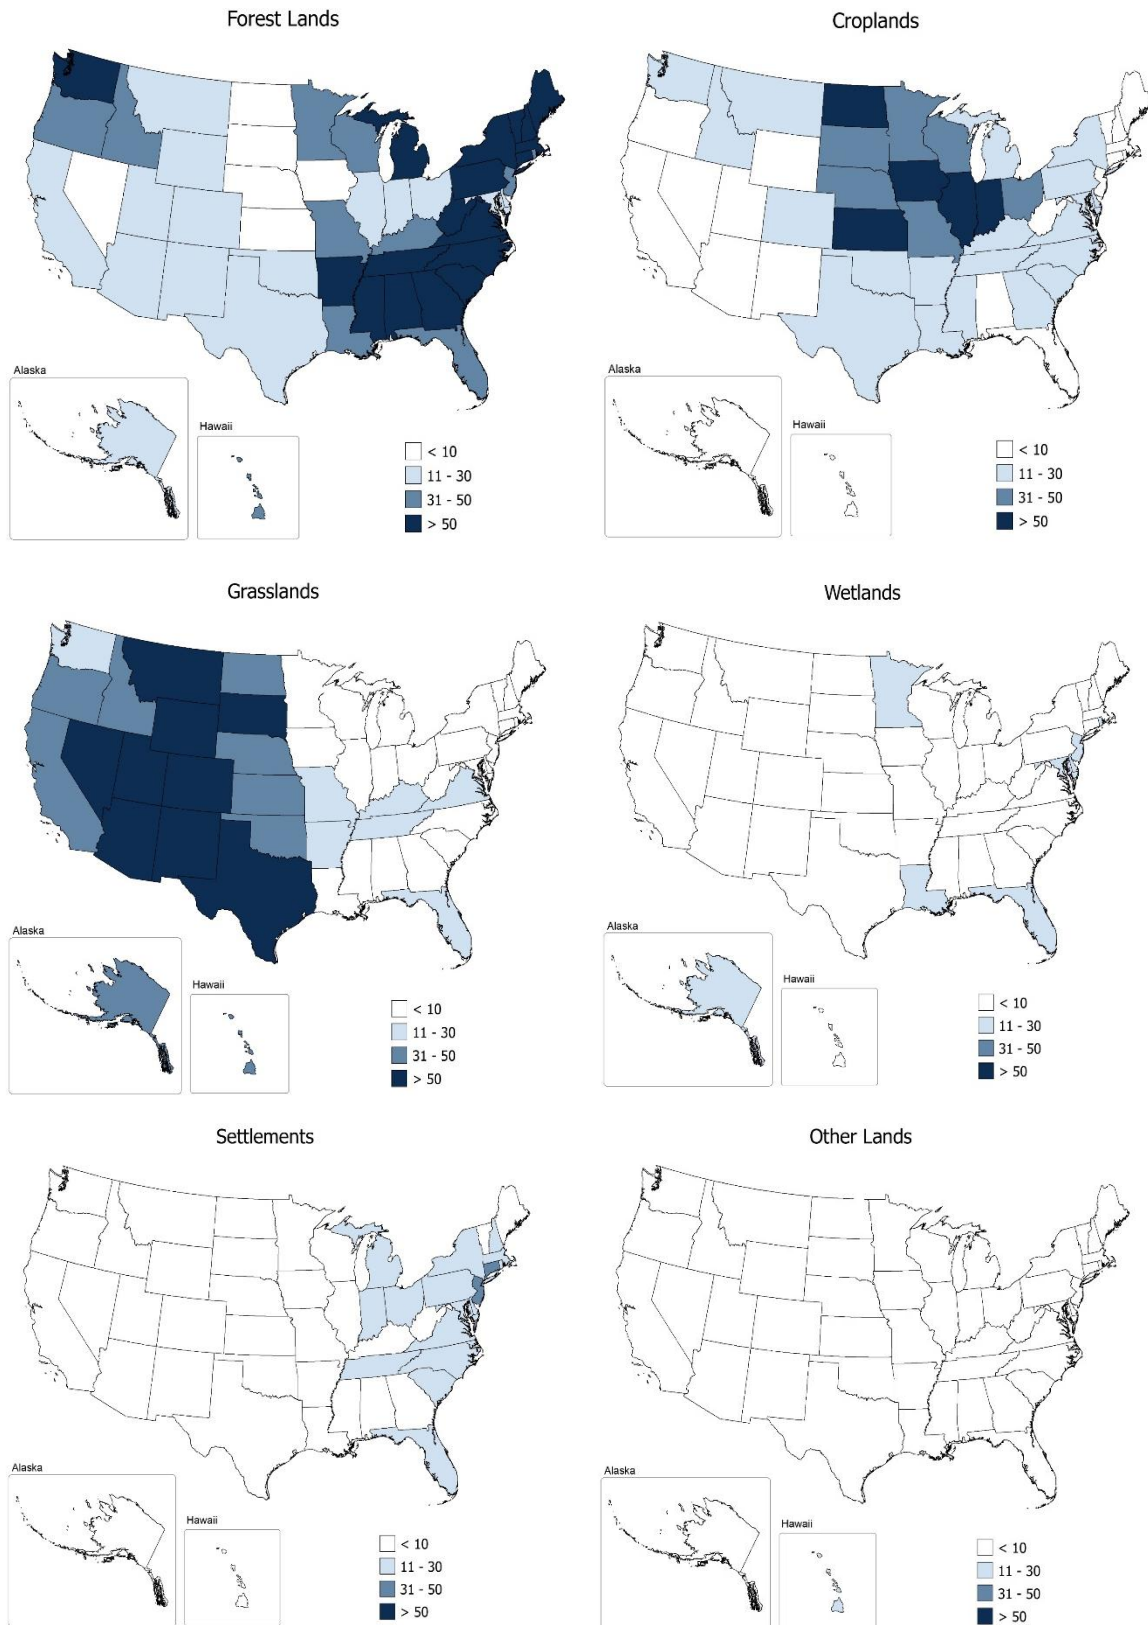 Forest Lands
Alaska
Hawaii
< 10
11 - 30
31 - 50
> 50
Croplands
Alaska
Hawaii
< 10
11 - 30
31 - 50
> 50
Grasslands
Alaska
Hawaii
< 10
11 - 30
31 - 50
> 50
Wetlands
Alaska
Hawaii
< 10
11 - 30
31 - 50
> 50
Settlements
Alaska
Hawaii
< 10
11 - 30
31 - 50
> 50
Other Lands
Alaska
Hawaii
< 10
11 - 30
31 - 50
> 50